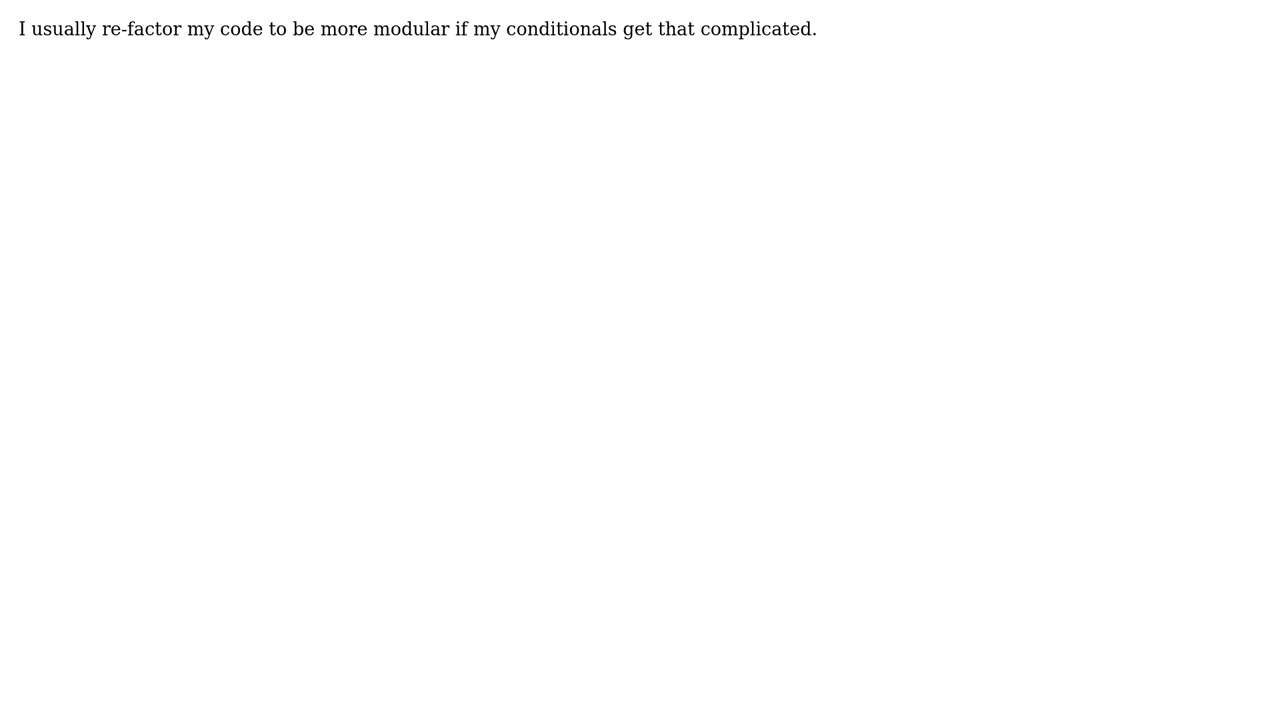 I usually re-factor my code to be more modular if my conditionals get that complicated.